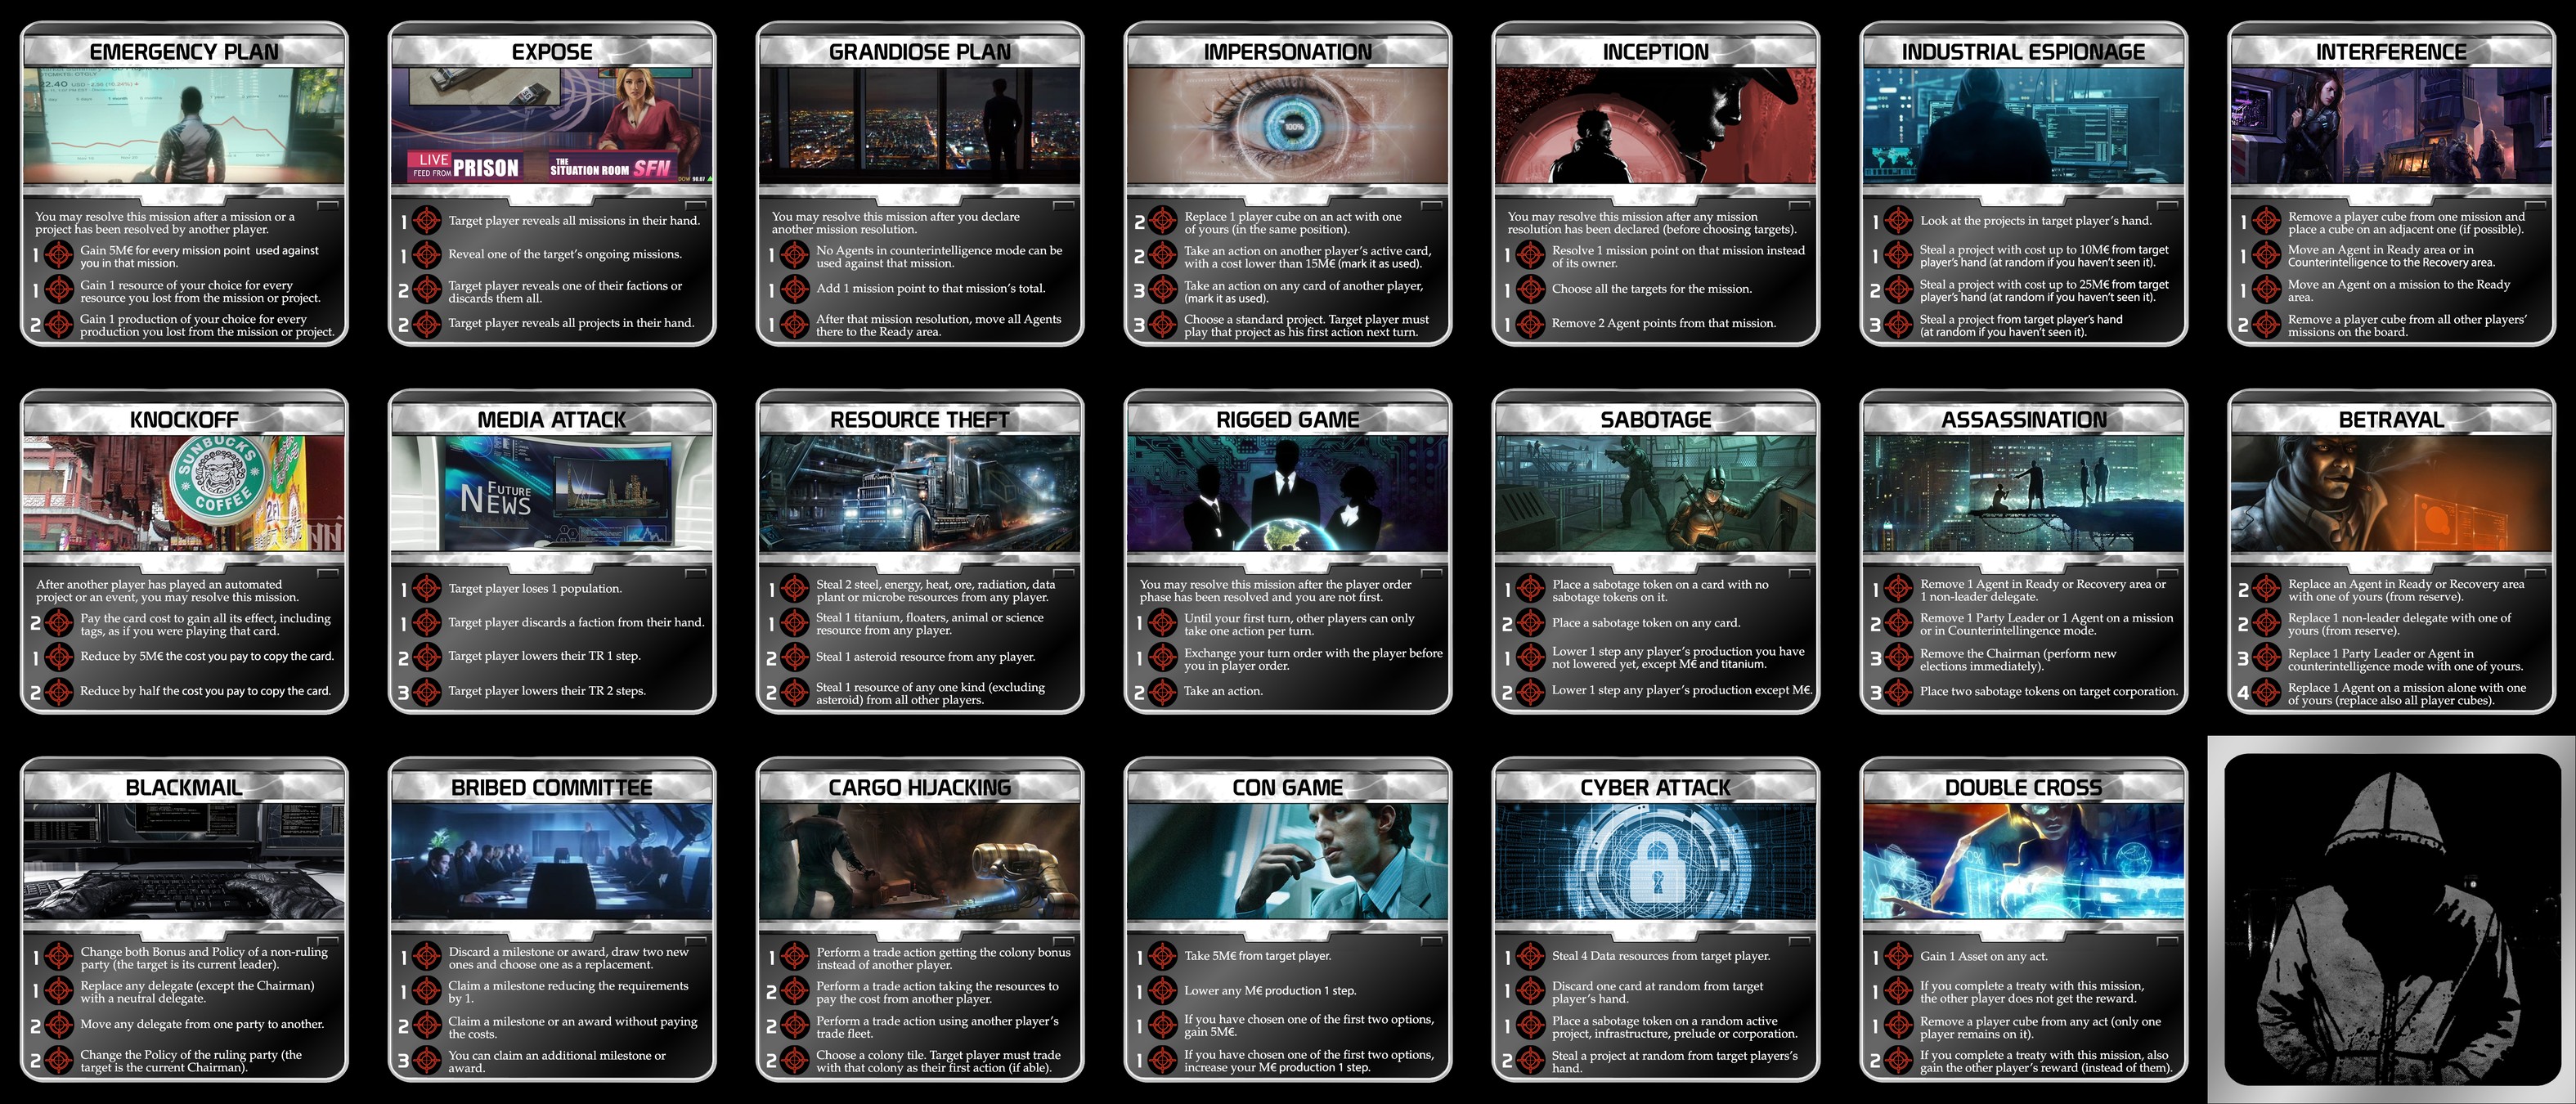 EMERGENCY PLAN
You may resolve this mission after a mission or a
project has been resolved by another player.
1 Gain 5M€ for every mission point used against
you in that mission.
1 Gain 1 resource of your choice for every
resource you lost from the mission or project.
2 Gain 1 production of your choice for every
production you lost from the mission or project.
EXPOSE
LIVE
FEED FROM PRISON
THE
SITUATION ROOM SFN
1 Target player reveals all missions in their hand.
1 Reveal one of the target's ongoing missions.
2 Target player reveals one of their factions or
discards them all.
2 Target player reveals all projects in their hand.
GRANDIOSE PLAN
You may resolve this mission after you declare
another mission resolution.
1 No Agents in counterintelligence mode can be
used against that mission.
1 Add 1 mission point to that mission's total.
1 After that mission resolution, move all Agents
there to the Ready area.
IMPERSONATION
100%
2 Replace 1 player cube on an act with one
of yours (in the same position).
2 Take an action on another player's active card,
with a cost lower than 15M€ (mark it as used).
3 Take an action on any card of another player,
(mark it as used).
3 Choose a standard project. Target player must
play that project as his first action next turn.
INCEPTION
You may resolve this mission after any mission
resolution has been declared (before choosing targets).
1 Resolve 1 mission point on that mission instead
of its owner.
1 Choose all the targets for the mission.
1 Remove 2 Agent points from that mission.
INDUSTRIAL ESPIONAGE
1 Look at the projects in target player's hand.
1 Steal a project with cost up to 10M€ from target
player's hand (at random if you haven't seen it).
2 Steal a project with cost up to 25M€ from target
player's hand (at random if you haven't seen it).
3 Steal a project from target player's hand
(at random if you haven't seen it).
INTERFERENCE
1 Remove a player cube from one mission and
place a cube on an adjacent one (if possible).
1 Move an Agent in Ready area or in
Counterintelligence to the Recovery area.
1 Move an Agent on a mission to the Ready
area.
2 Remove a player cube from all other players'
missions on the board.
KNOCKOFF
SUNBUCKS
COFFEE
After another player has played an automated
project or an event, you may resolve this mission.
2 Pay the card cost to gain all its effect, including
tags, as if you were playing that card.
1 Reduce by 5M€ the cost you pay to copy the card.
2 Reduce by half the cost you pay to copy the card.
MEDIA ATTACK
FUTURE
NEWS
1 Target player loses 1 population.
1 Target player discards a faction from their hand.
2 Target player lowers their TR 1 step.
3 Target player lowers their TR 2 steps.
RESOURCE THEFT
1 Steal 2 steel, energy, heat, ore, radiation, data
plant or microbe resources from any player.
1 Steal 1 titanium, floaters, animal or science
resource from any player.
2 Steal 1 asteroid resource from any player.
2 Steal 1 resource of any one kind (excluding
asteroid) from all other players.
RIGGED GAME
You may resolve this mission after the player order
phase has been resolved and you are not first.
1 Until your first turn, other players can only
take one action per turn.
1 Exchange your turn order with the player before
you in player order.
2 Take an action.
SABOTAGE
1 Place a sabotage token on a card with no
sabotage tokens on it.
2 Place a sabotage token on any card.
1 Lower 1 step any player's production you have
not lowered yet, except M€ and titanium.
2 Lower 1 step any player's production except M€.
ASSASSINATION
1 Remove 1 Agent in Ready or Recovery area or
1 non-leader delegate.
2 Remove 1 Party Leader or 1 Agent on a mission
or in Counterintellingence mode.
3 Remove the Chairman (perform new
elections immediately).
3 Place two sabotage tokens on target corporation.
BETRAYAL
2 Replace an Agent in Ready or Recovery area
with one of yours (from reserve).
2 Replace 1 non-leader delegate with one of
yours (from reserve).
3 Replace 1 Party Leader or Agent in
counterintelligence mode with one of yours.
4 Replace 1 Agent on a mission alone with one
of yours (replace also all player cubes).
BLACKMAIL
1 Change both Bonus and Policy of a non-ruling
party (the target is its current leader).
1 Replace any delegate (except the Chairman)
with a neutral delegate.
2 Move any delegate from one party to another.
2 Change the Policy of the ruling party (the
target is the current Chairman).
BRIBED COMMITTEE
1 Discard a milestone or award, draw two new
ones and choose one as a replacement.
1 Claim a milestone reducing the requirements
by 1.
2 Claim a milestone or an award without paying
the costs.
3 You can claim an additional milestone or
award.
CARGO HIJACKING
1 Perform a trade action getting the colony bonus
instead of another player.
2 Perform a trade action taking the resources to
pay the cost from another player.
2 Perform a trade action using another player's
trade fleet.
2 Choose a colony tile. Target player must trade
with that colony as their first action (if able).
CON GAME
1 Take 5M€ from target player.
1 Lower any M€ production 1 step.
1 If you have chosen one of the first two options,
gain 5M€.
1 If you have chosen one of the first two options,
increase your M€ production 1 step.
CYBER ATTACK
1 Steal 4 Data resources from target player.
1 Discard one card at random from target
player's hand.
1 Place a sabotage token on a random active
project, infrastructure, prelude or corporation.
2 Steal a project at random from target players's
hand.
DOUBLE CROSS
1 Gain 1 Asset on any act.
1 If you complete a treaty with this mission,
the other player does not get the reward.
1 Remove a player cube from any act (only one
player remains on it).
2 If you complete a treaty with this mission, also
gain the other player's reward (instead of them).